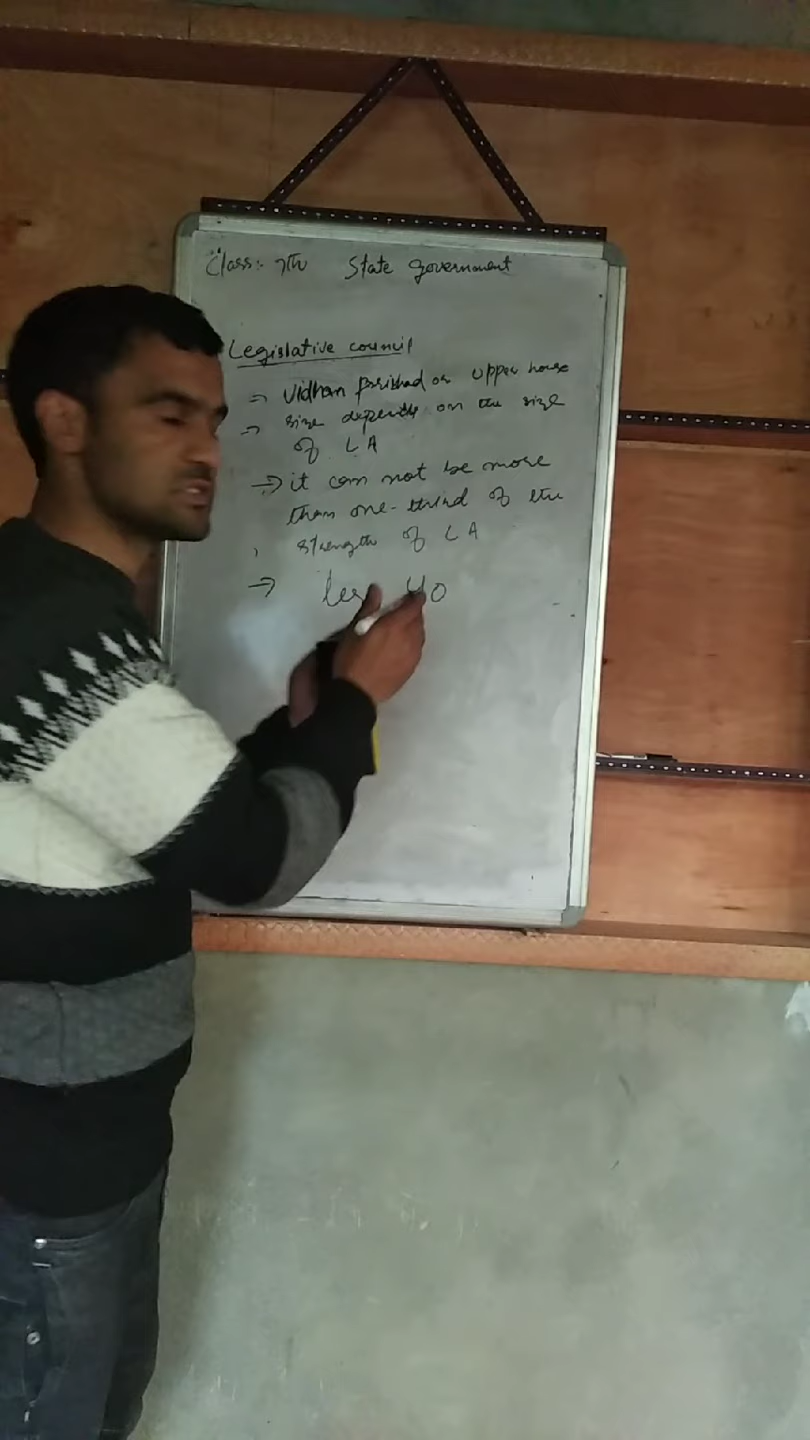 Class:- 7th State Government
Legislative council
⇒ Vidhan Parishad or Upper house
⇒ size depends on the size
of LA
⇒ it can not be more
than one-third of the
strength of LA
⇒ les 40